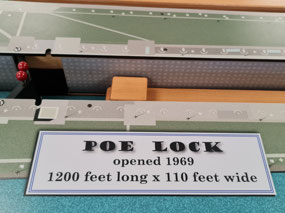 POE LOCK
opened 1969
1200 feet long x 110 feet wide